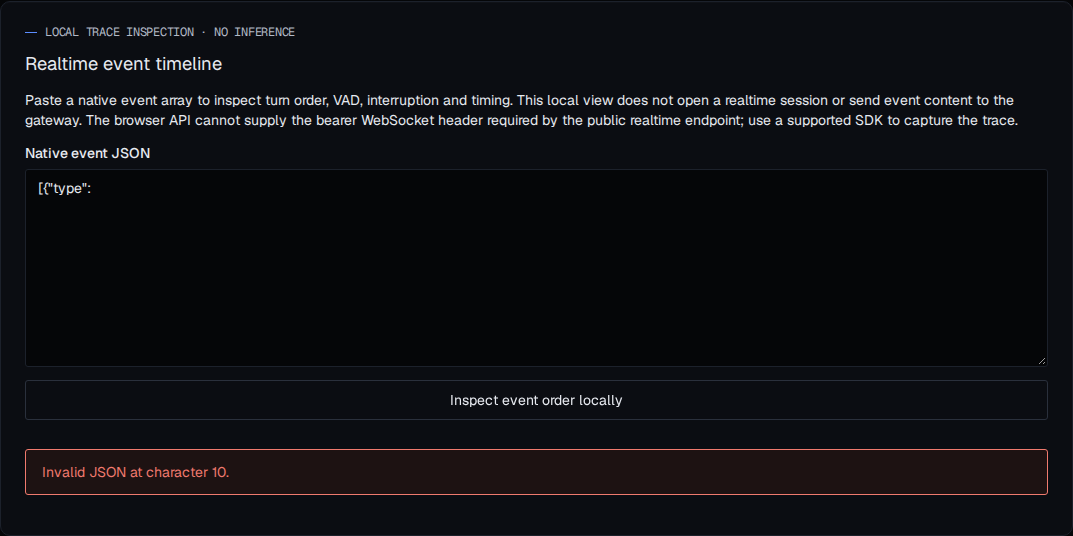 — LOCAL TRACE INSPECTION · NO INFERENCE
Realtime event timeline
Paste a native event array to inspect turn order, VAD, interruption and timing. This local view does not open a realtime session or send event content to the
gateway. The browser API cannot supply the bearer WebSocket header required by the public realtime endpoint; use a supported SDK to capture the trace.
Native event JSON
[{"type":
Inspect event order locally
Invalid JSON at character 10.